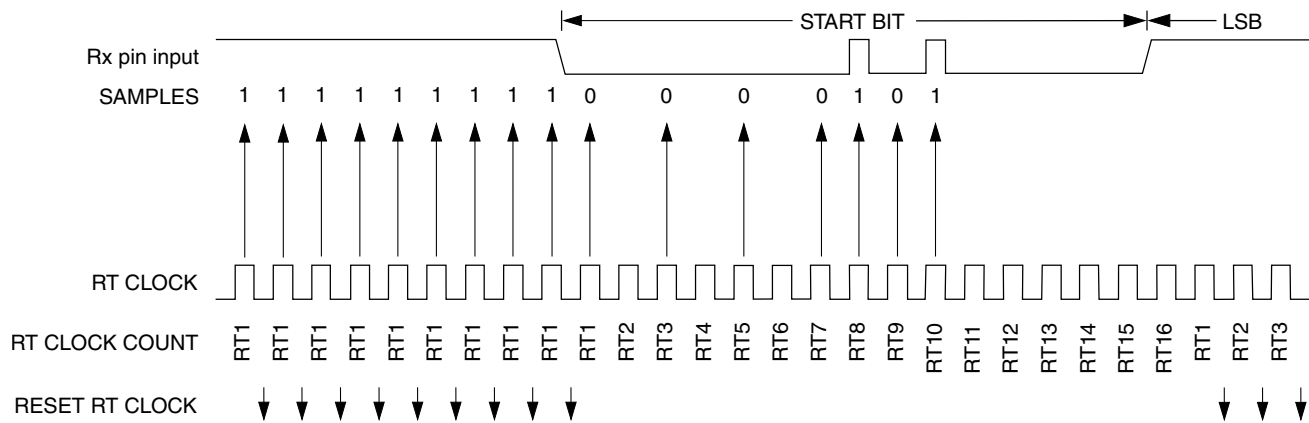 START BIT
LSB
Rx pin input
SAMPLES 1 1 1 1 1 1 1 1 1 0 0 0 0 1 0 1
RT CLOCK
RT CLOCK COUNT RT1 RT1 RT1 RT1 RT1 RT1 RT1 RT1 RT1 RT1 RT2 RT3 RT4 RT5 RT6 RT7 RT8 RT9 RT10 RT11 RT12 RT13 RT14 RT15 RT16 RT1 RT2 RT3
RESET RT CLOCK